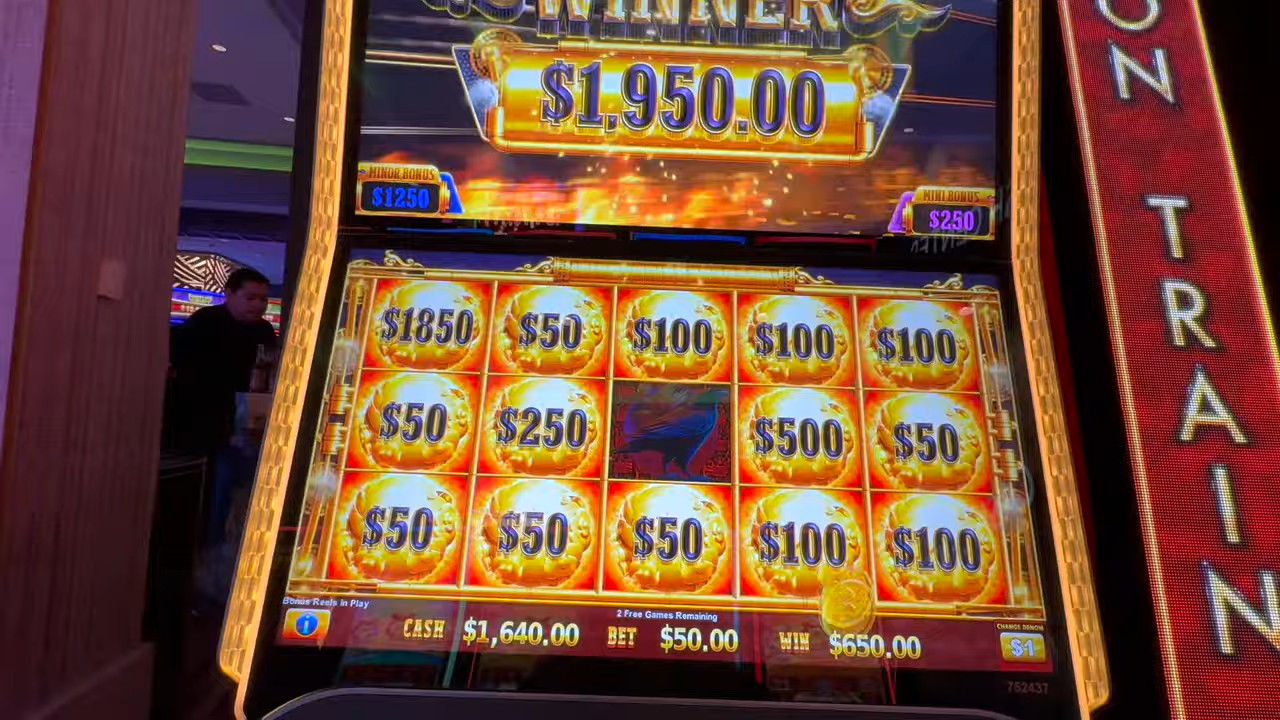 WINNER
$1,950.00
MINOR BONUS
$1250
MINI BONUS
$250
$1850 $50 $100 $100 $100
$50 $250 $500 $50
$50 $50 $50 $100 $100
Bonus Reels in Play
2 Free Games Remaining
CASH $1,640.00 BET $50.00 WIN $650.00
CHANGE DENOM
$1
762437
ON TRAIN